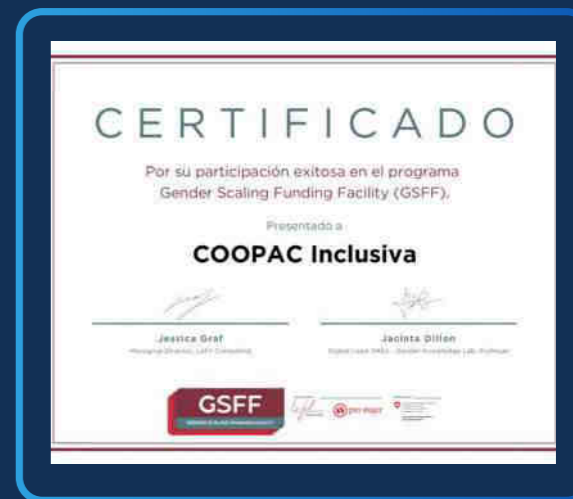 CERTIFICADO
Por su participación exitosa en el programa
Gender Scaling Funding Facility (GSFF).
Presentado a
COOPAC Inclusiva
Jessica Graf
Jacinta Dillon
GSFF